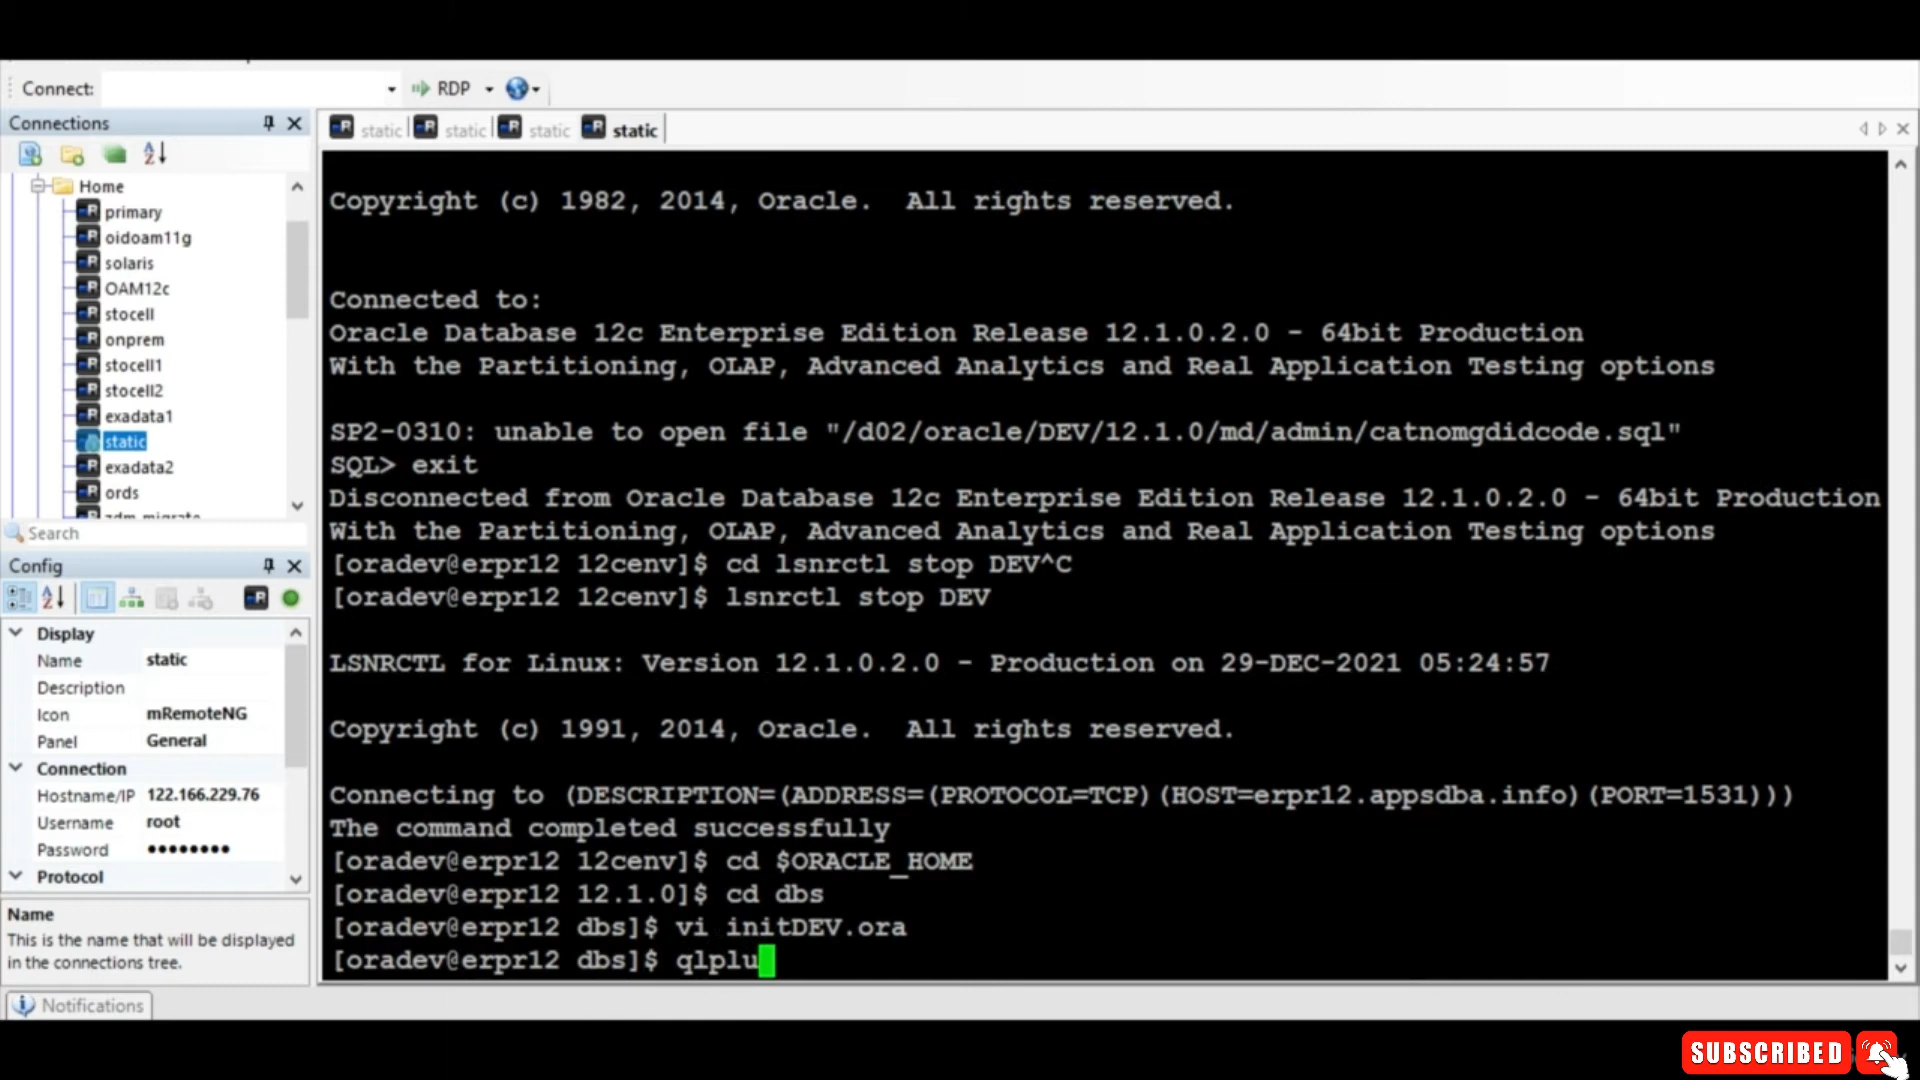 Connect:
RDP
Connections
Home
primary
oidoam11g
solaris
OAM12c
stocell
onprem
stocell1
stocell2
exadata1
static
exadata2
ords
zdm_migrate
Search
Config
Display
Name static
Description
Icon mRemoteNG
Panel General
Connection
Hostname/IP 122.166.229.76
Username root
Password ●●●●●●●●
Protocol
Name
This is the name that will be displayed
in the connections tree.
Notifications
static static static static
Copyright (c) 1982, 2014, Oracle.  All rights reserved.
Connected to:
Oracle Database 12c Enterprise Edition Release 12.1.0.2.0 - 64bit Production
With the Partitioning, OLAP, Advanced Analytics and Real Application Testing options
SP2-0310: unable to open file "/d02/oracle/DEV/12.1.0/md/admin/catnomgdidcode.sql"
SQL> exit
Disconnected from Oracle Database 12c Enterprise Edition Release 12.1.0.2.0 - 64bit Production
With the Partitioning, OLAP, Advanced Analytics and Real Application Testing options
[oradev@erpr12 12cenv]$ cd lsnrctl stop DEV^C
[oradev@erpr12 12cenv]$ lsnrctl stop DEV
LSNRCTL for Linux: Version 12.1.0.2.0 - Production on 29-DEC-2021 05:24:57
Copyright (c) 1991, 2014, Oracle.  All rights reserved.
Connecting to (DESCRIPTION=(ADDRESS=(PROTOCOL=TCP)(HOST=erpr12.appsdba.info)(PORT=1531)))
The command completed successfully
[oradev@erpr12 12cenv]$ cd $ORACLE_HOME
[oradev@erpr12 12.1.0]$ cd dbs
[oradev@erpr12 dbs]$ vi initDEV.ora
[oradev@erpr12 dbs]$ qlplu
SUBSCRIBED